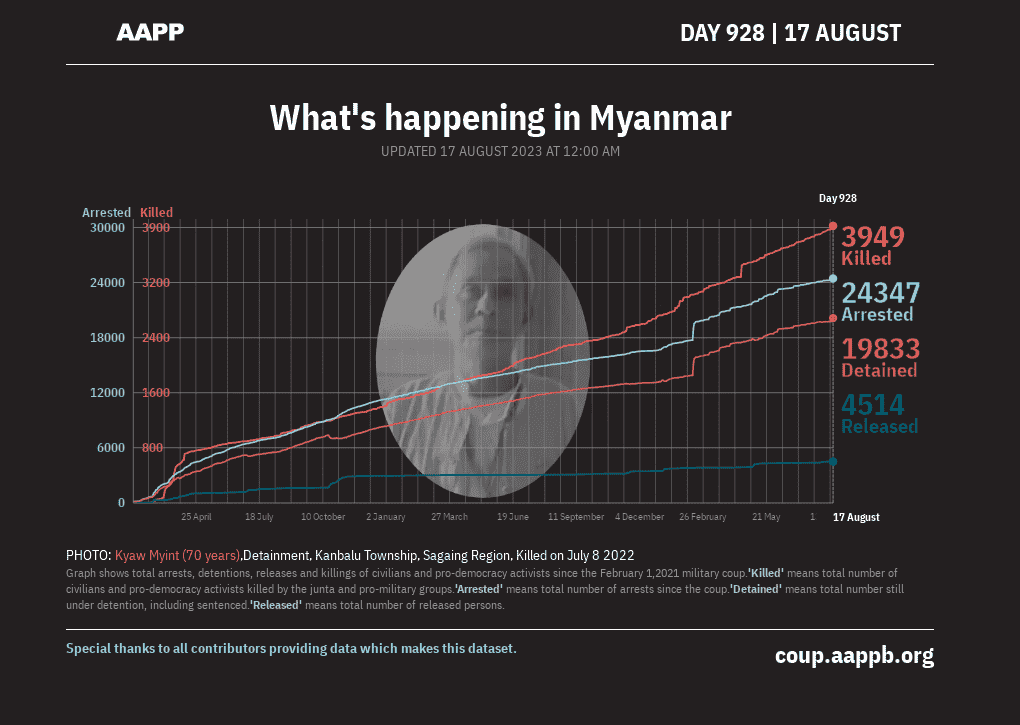 AAPP
DAY 928 | 17 AUGUST
What's happening in Myanmar
UPDATED 17 AUGUST 2023 AT 12:00 AM
Day 928
Arrested Killed
30000 3900
24000 3200
18000 2400
12000 1600
6000 800
0
3949
Killed
24347
Arrested
19833
Detained
4514
Released
25 April 18 July 10 October 2 January 27 March 19 June 11 September 4 December 26 February 21 May 17 August
PHOTO: Kyaw Myint (70 years),Detainment, Kanbalu Township, Sagaing Region, Killed on July 8 2022
Graph shows total arrests, detentions, releases and killings of civilians and pro-democracy activists since the February 1,2021 military coup.'Killed' means total number of
civilians and pro-democracy activists killed by the junta and pro-military groups.'Arrested' means total number of arrests since the coup.'Detained' means total number still
under detention, including sentenced.'Released' means total number of released persons.
Special thanks to all contributors providing data which makes this dataset.
coup.aappb.org